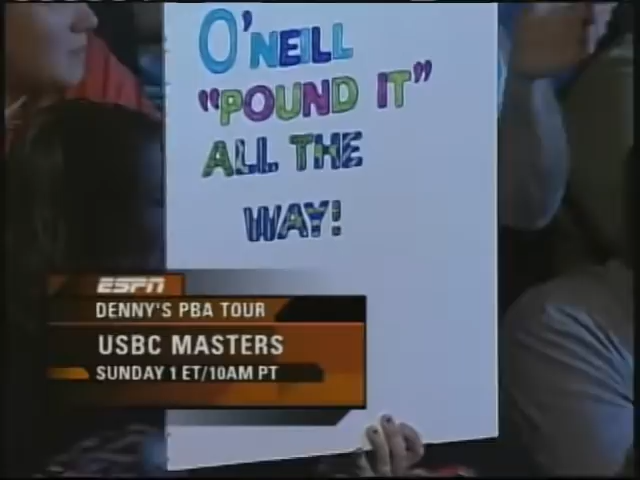 O'NEILL
"POUND IT"
ALL THE
WAY!
ESPN
DENNY'S PBA TOUR
USBC MASTERS
SUNDAY 1 ET/10AM PT